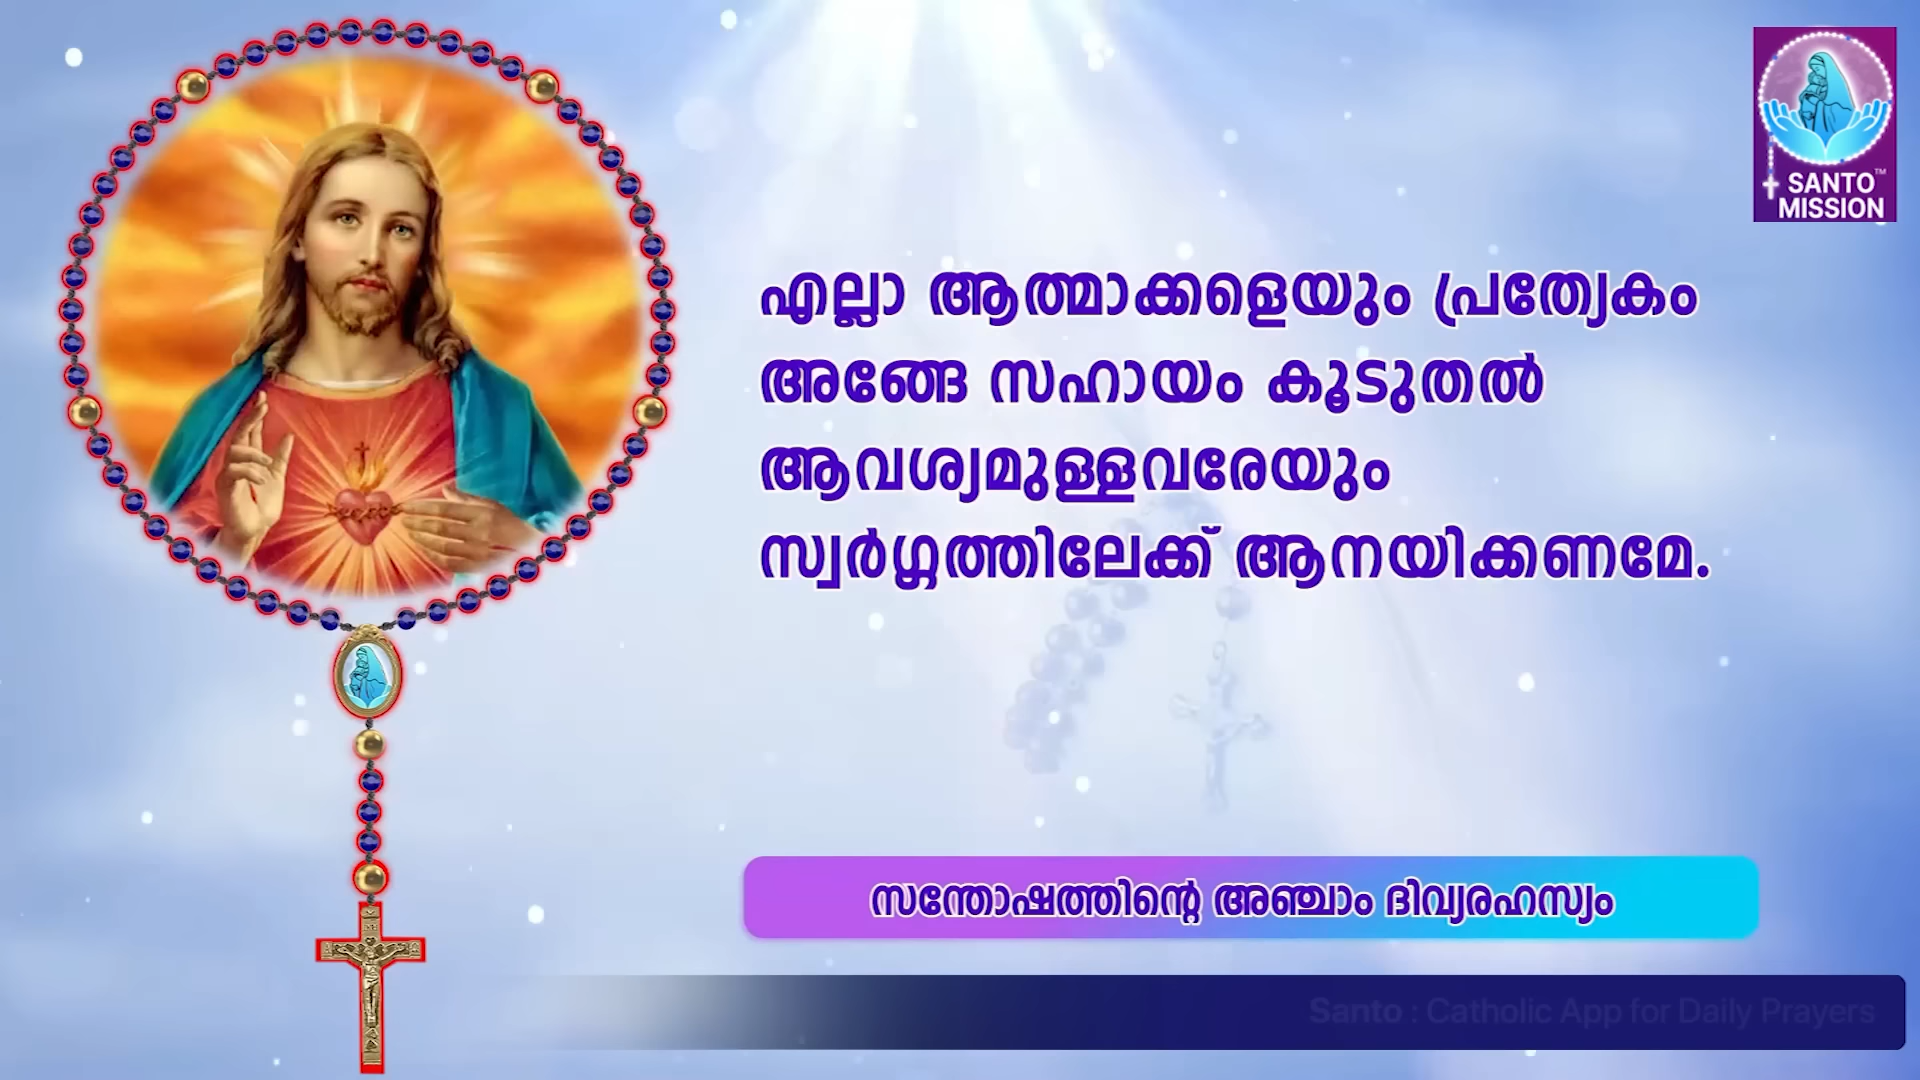 SANTO™
MISSION
എല്ലാ ആത്മാക്കളെയും പ്രത്യേകം
അങ്ങേ സഹായം കൂടുതൽ
ആവശ്യമുള്ളവരേയും
സ്വർഗ്ഗത്തിലേക്ക് ആനയിക്കണമേ.
സന്തോഷത്തിന്റെ അഞ്ചാം ദിവ്യരഹസ്യം
Santo : Catholic App for Daily Prayers